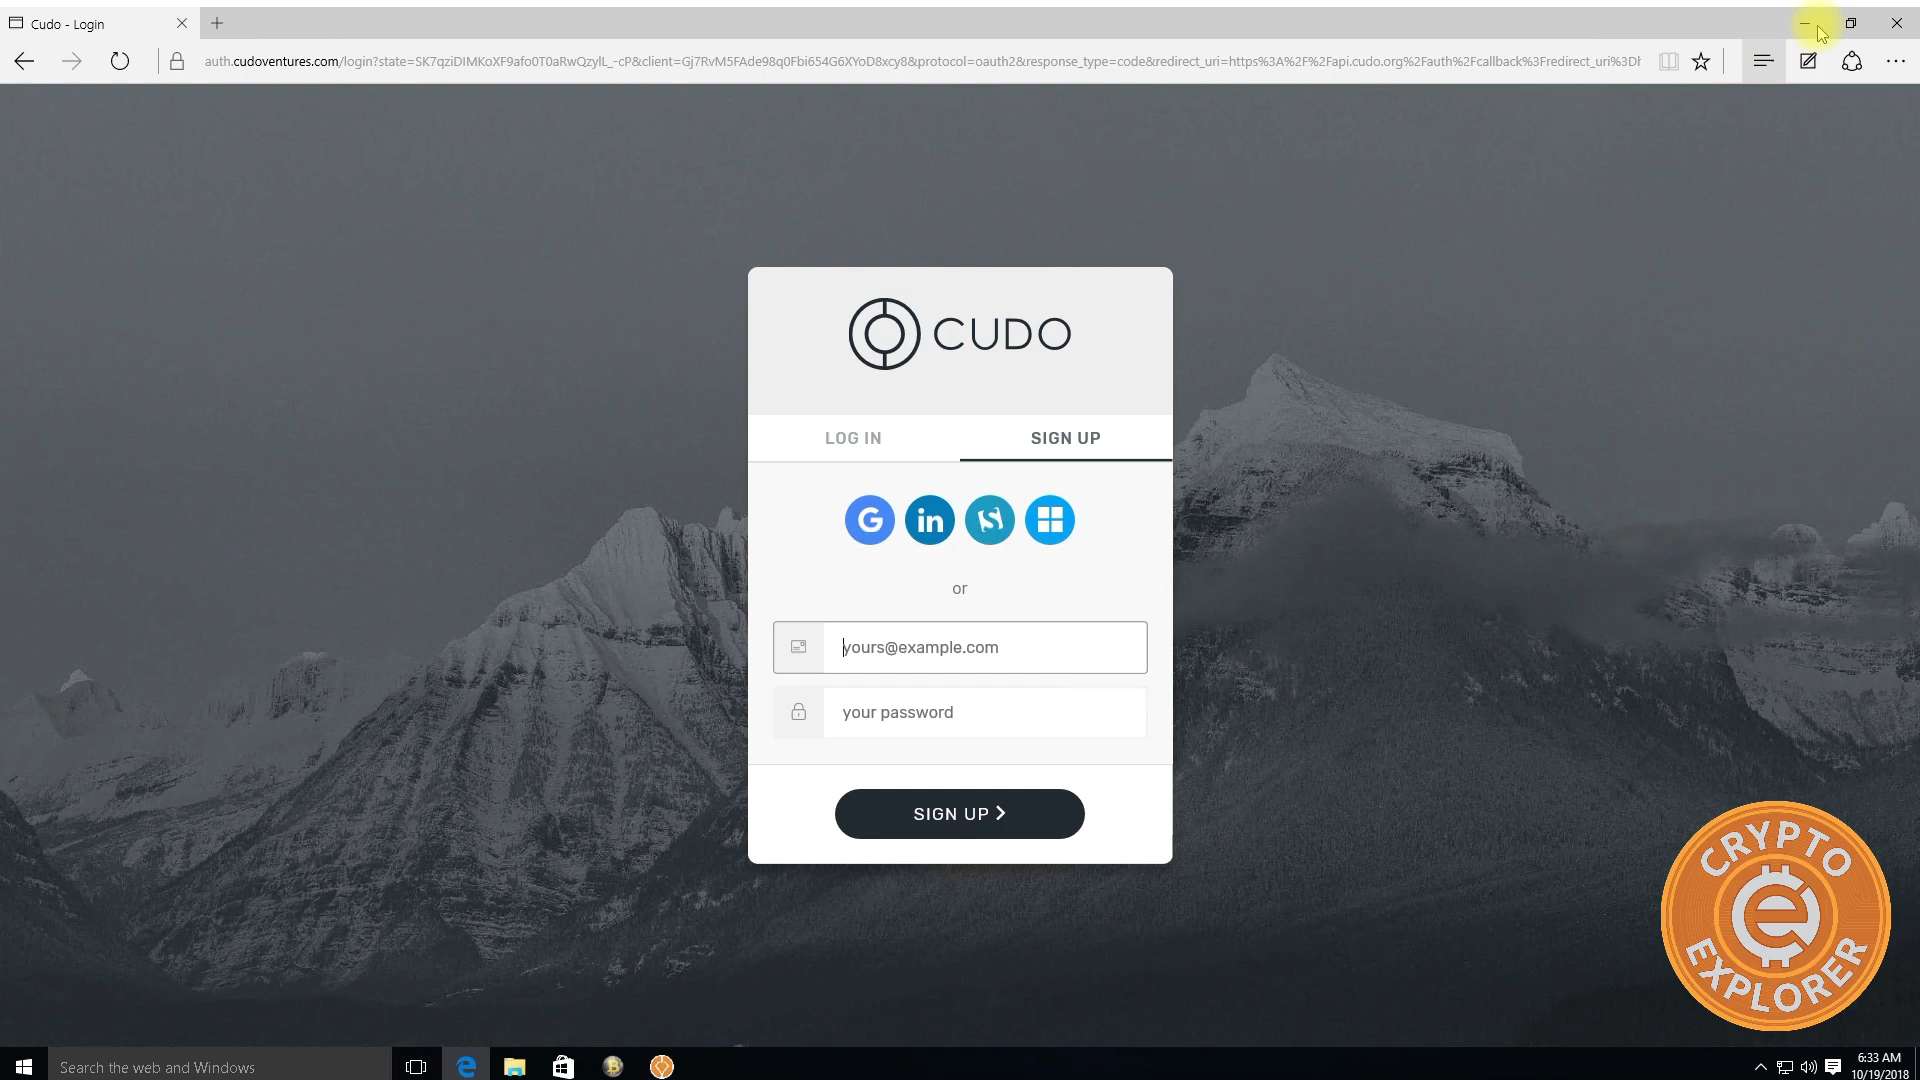 Cudo - Login
auth.cudoventures.com/login?state=SK7qziDIMKoXF9afo0T0aRwQzylL_-cP&client=Gj7RvM5FAde98q0Fbi654G6XYoD8xcy8&protocol=oauth2&response_type=code&redirect_uri=https%3A%2F%2Fapi.cudo.org%2Fauth%2Fcallback%3Fredirect_uri%3Dh
CUDO
LOG IN
SIGN UP
or
yours@example.com
your password
SIGN UP
CRYPTO
EXPLORER
Search the web and Windows
6:33 AM
10/19/2018